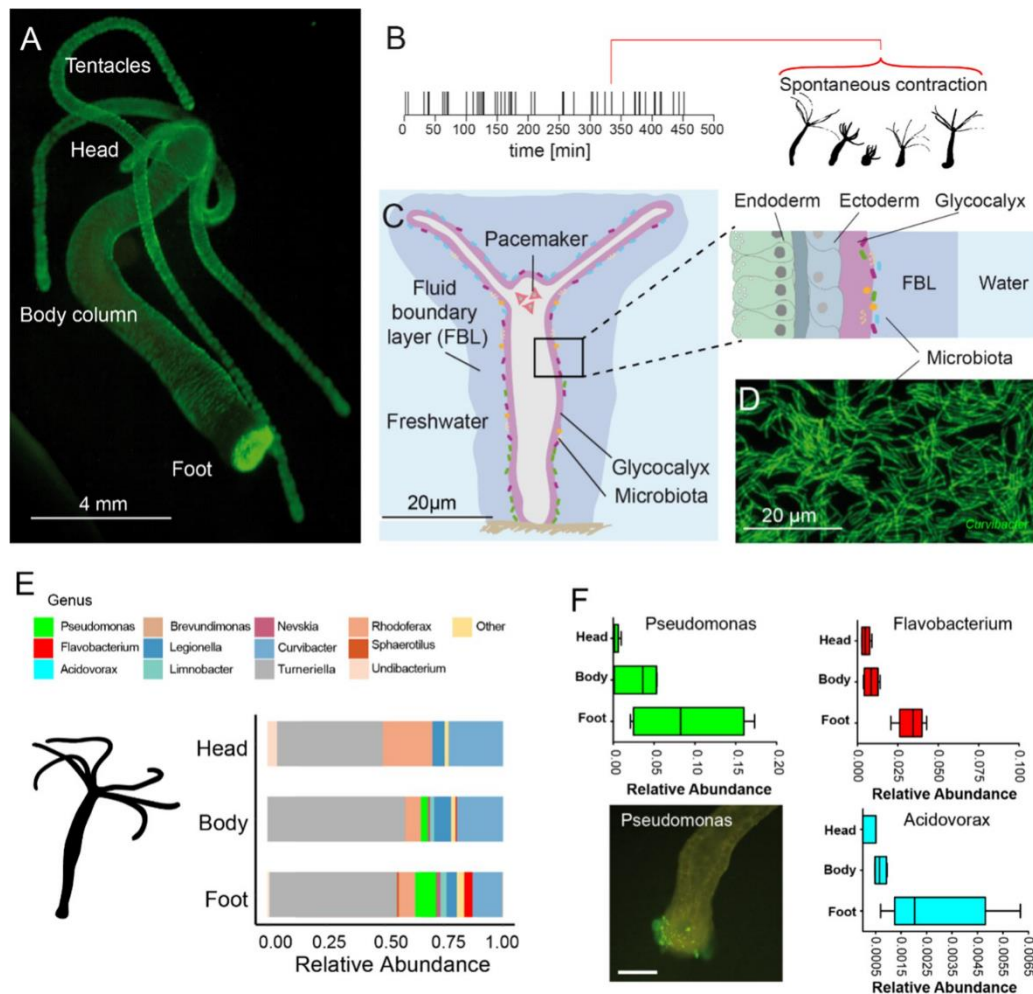 A
Tentacles
Head
Body column
Foot
4 mm
B
0 50 100 150 200 250 300 350 400 450 500
time [min]
Spontaneous contraction
C
Pacemaker
Fluid
boundary
layer (FBL)
Freshwater
Glycocalyx
Microbiota
20µm
Endoderm Ectoderm Glycocalyx
FBL Water
Microbiota
D
20 µm
Curvibacter
E
Genus
Pseudomonas Brevundimonas Nevskia Rhodoferax Other
Flavobacterium Legionella Curvibacter Sphaerotilus
Acidovorax Limnobacter Turneriella Undibacterium
Head
Body
Foot
0.00 0.25 0.50 0.75 1.00
Relative Abundance
F
Pseudomonas
Head
Body
Foot
0.00 0.05 0.10 0.15 0.20
Relative Abundance
Flavobacterium
Head
Body
Foot
0.000 0.025 0.050 0.075 0.100
Relative Abundance
Pseudomonas
Acidovorax
Head
Body
Foot
0.0005 0.0015 0.0025 0.0035 0.0045 0.0055 0.0065
Relative Abundance